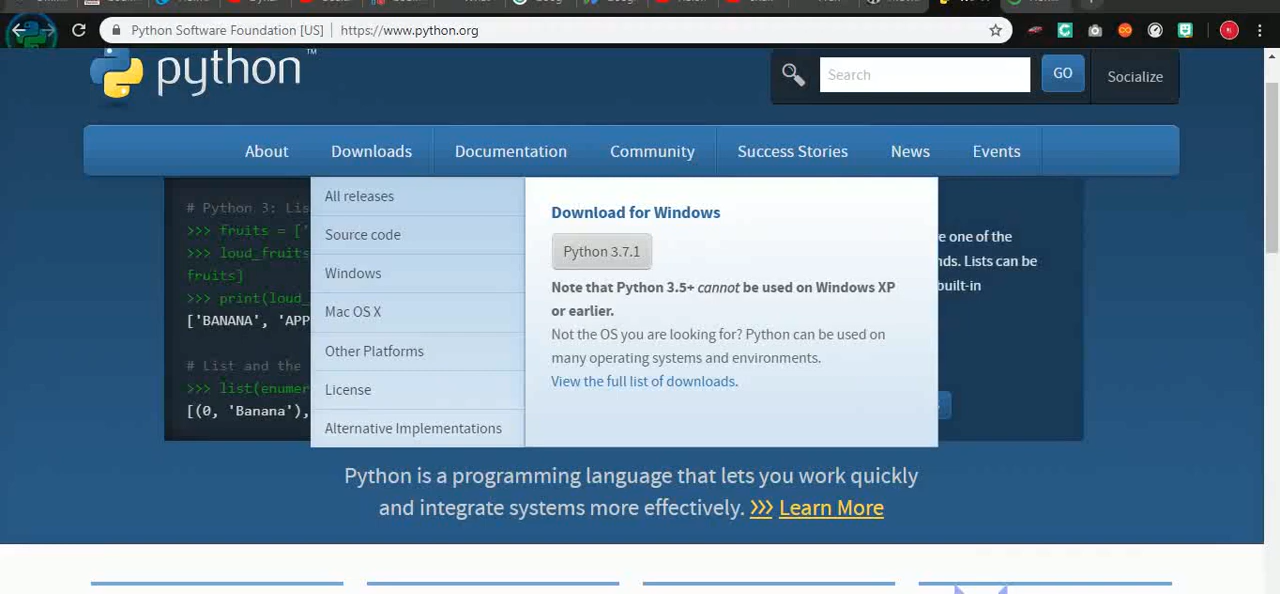 Python Software Foundation [US] https://www.python.org
python™
Search
GO
Socialize
About Downloads Documentation Community Success Stories News Events
All releases
Source code
Windows
Mac OS X
Other Platforms
License
Alternative Implementations
Download for Windows
Python 3.7.1
Note that Python 3.5+ cannot be used on Windows XP
or earlier.
Not the OS you are looking for? Python can be used on
many operating systems and environments.
View the full list of downloads.
# Python 3: Lis
>>> fruits = ['
>>> loud_fruits
fruits]
>>> print(loud_
['BANANA', 'APP
# List and the
>>> list(enumer
[(0, 'Banana'),
e one of the
nds. Lists can be
built-in
Python is a programming language that lets you work quickly
and integrate systems more effectively. >>> Learn More